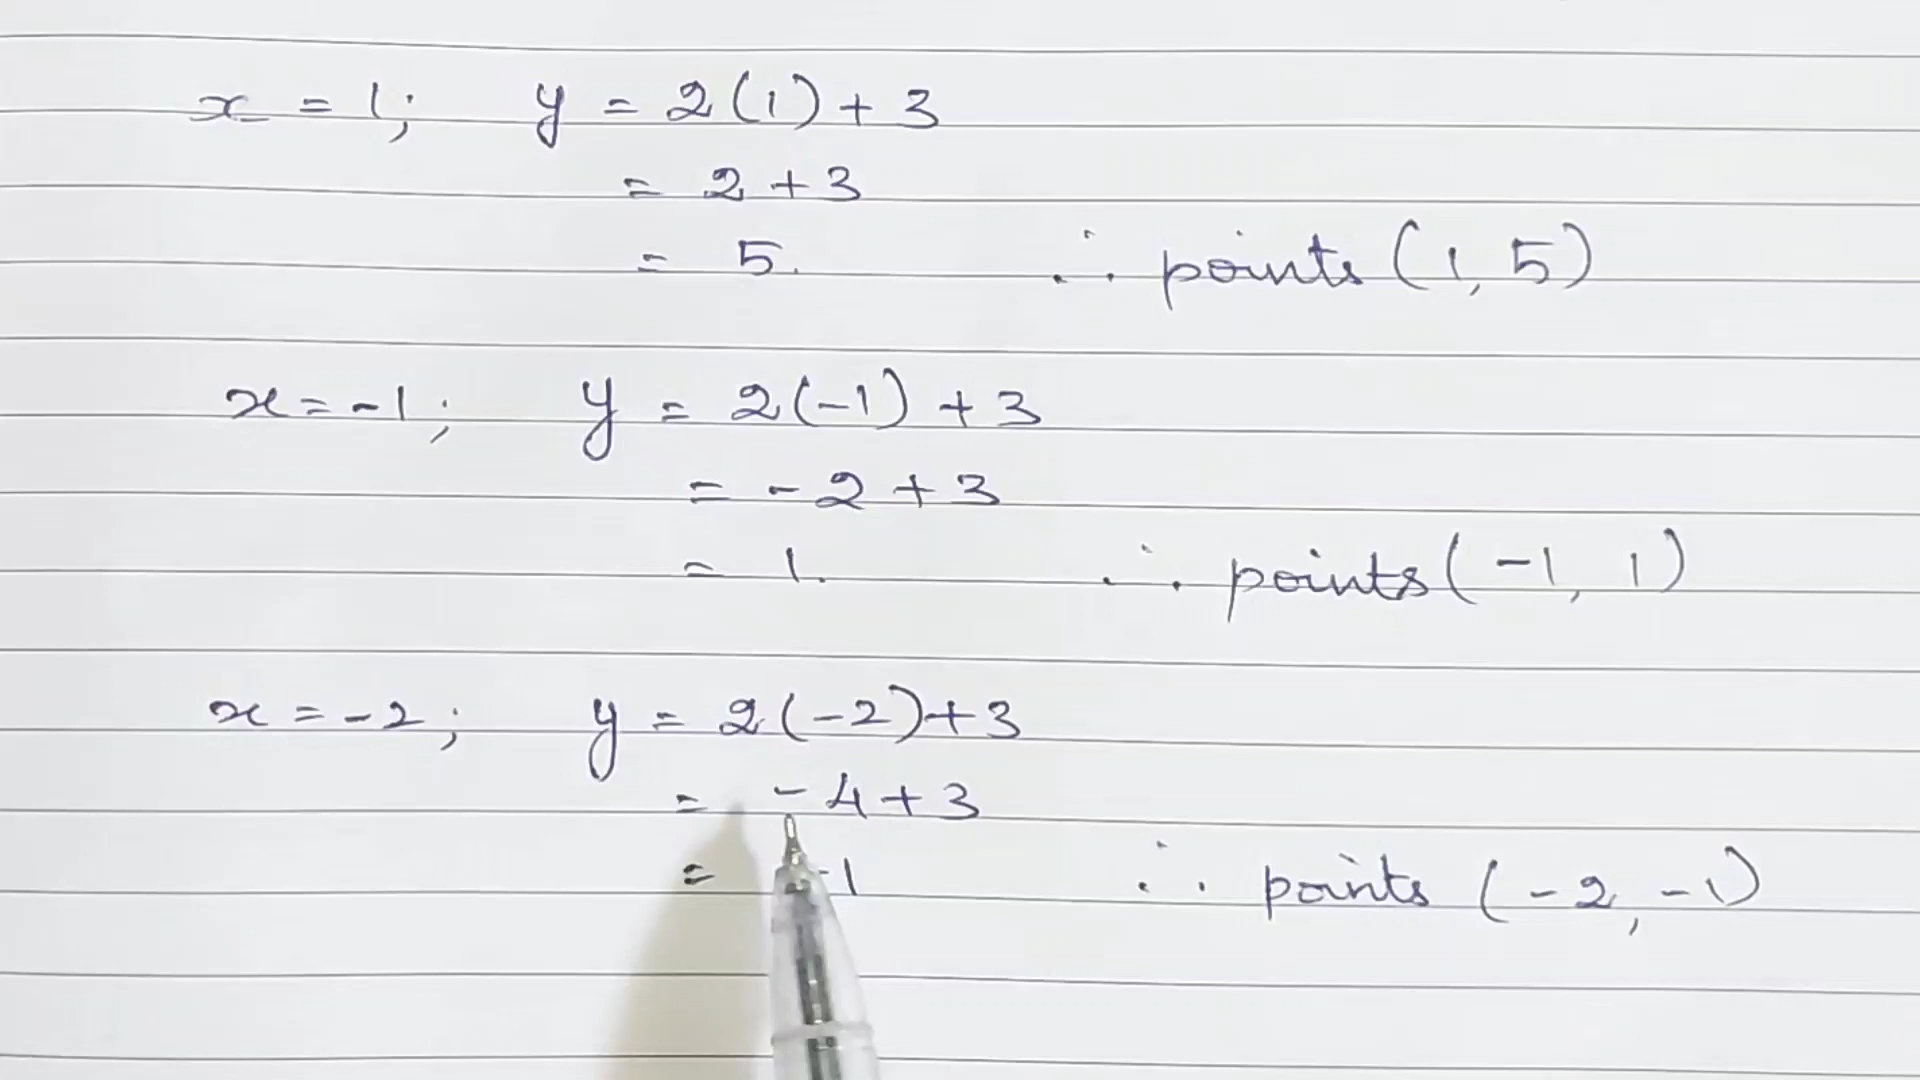 x = 1; y = 2(1) + 3
= 2 + 3
= 5. ∴ points (1, 5)
x = -1; y = 2(-1) + 3
= -2 + 3
= 1. ∴ points (-1, 1)
x = -2; y = 2(-2) + 3
= -4 + 3
= -1 ∴ points (-2, -1)